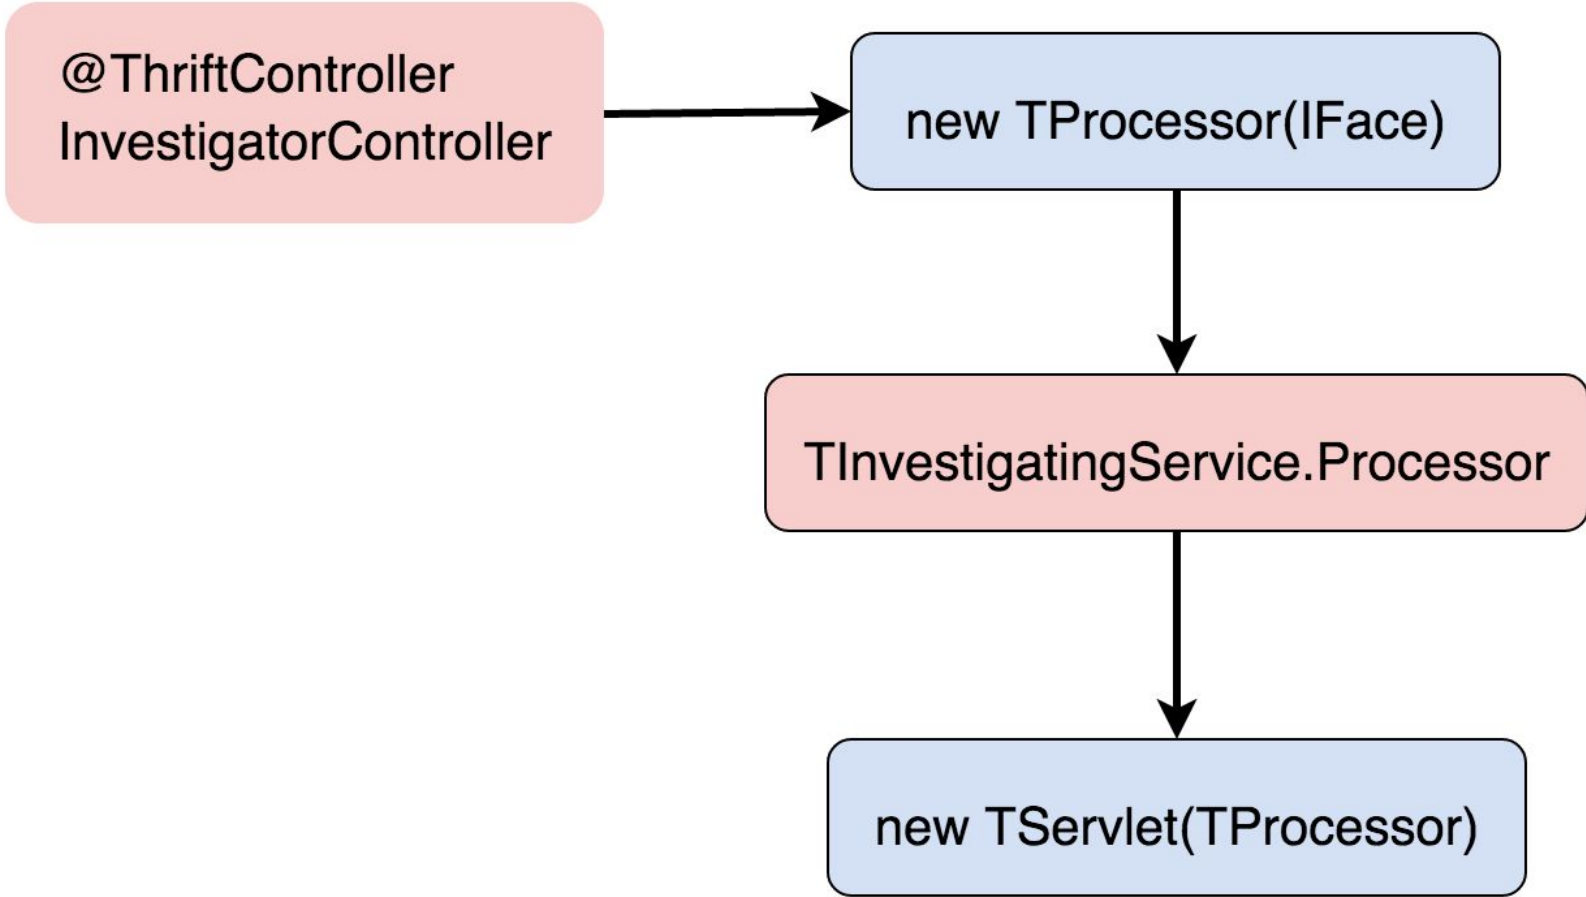 @ThriftController
InvestigatorController
new TProcessor(IFace)
TInvestigatingService.Processor
new TServlet(TProcessor)